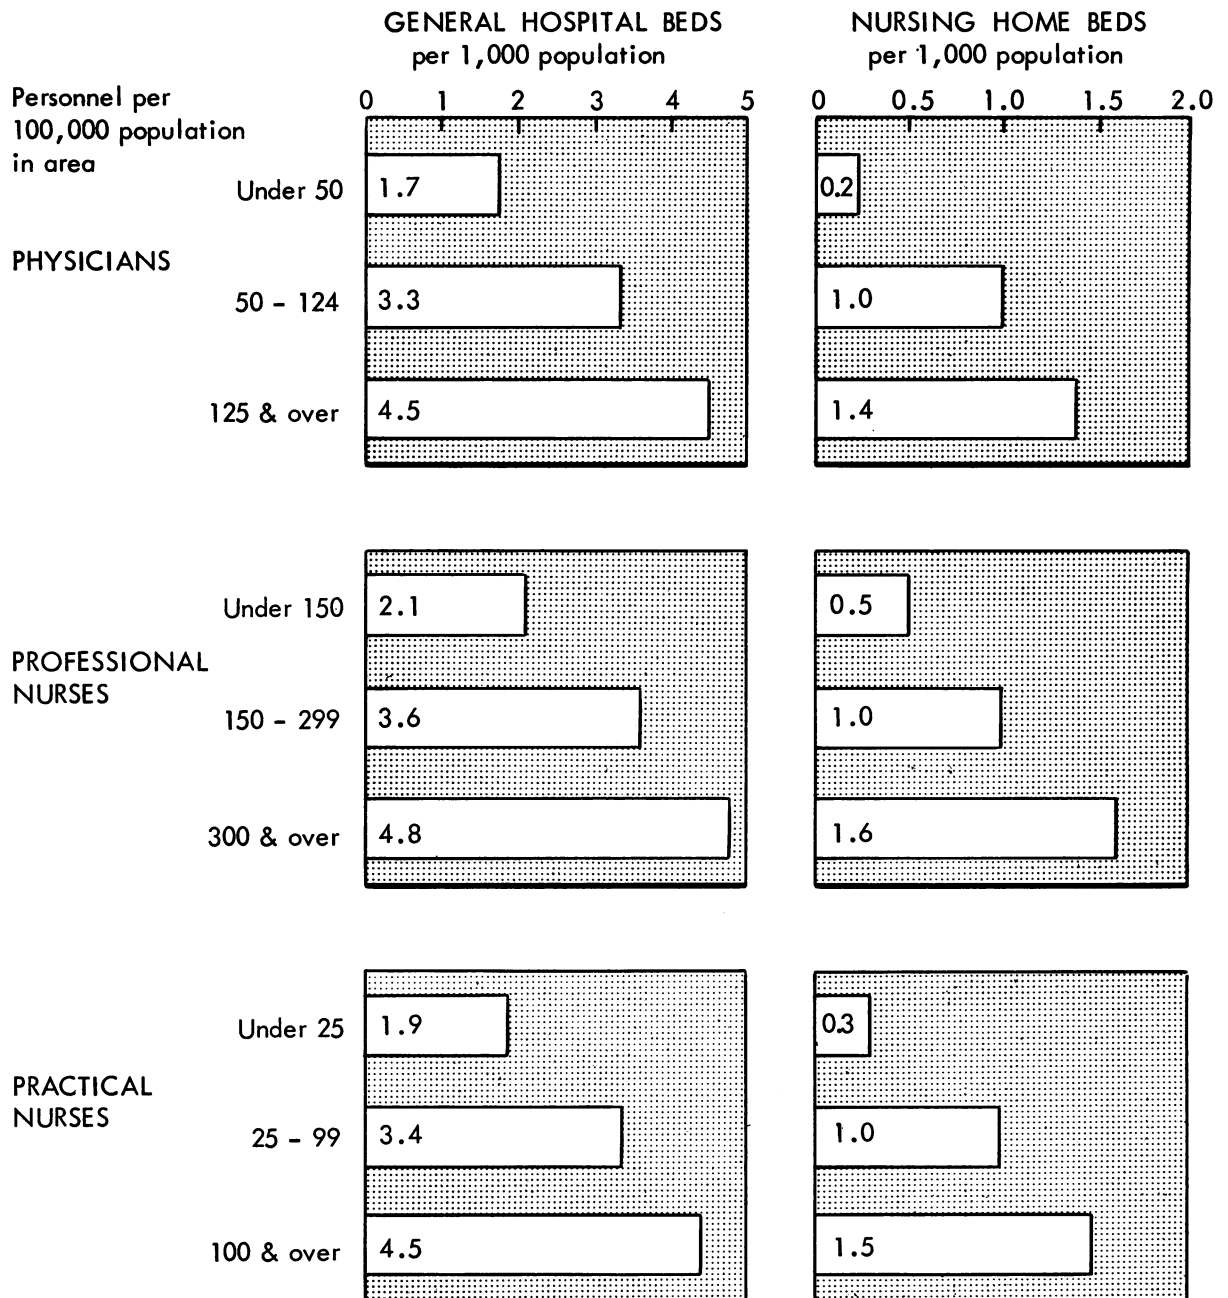 GENERAL HOSPITAL BEDS
per 1,000 population
NURSING HOME BEDS
per 1,000 population
Personnel per
100,000 population
in area
0 1 2 3 4 5
0 0.5 1.0 1.5 2.0
PHYSICIANS
Under 50 1.7 0.2
50 - 124 3.3 1.0
125 & over 4.5 1.4
PROFESSIONAL
NURSES
Under 150 2.1 0.5
150 - 299 3.6 1.0
300 & over 4.8 1.6
PRACTICAL
NURSES
Under 25 1.9 0.3
25 - 99 3.4 1.0
100 & over 4.5 1.5